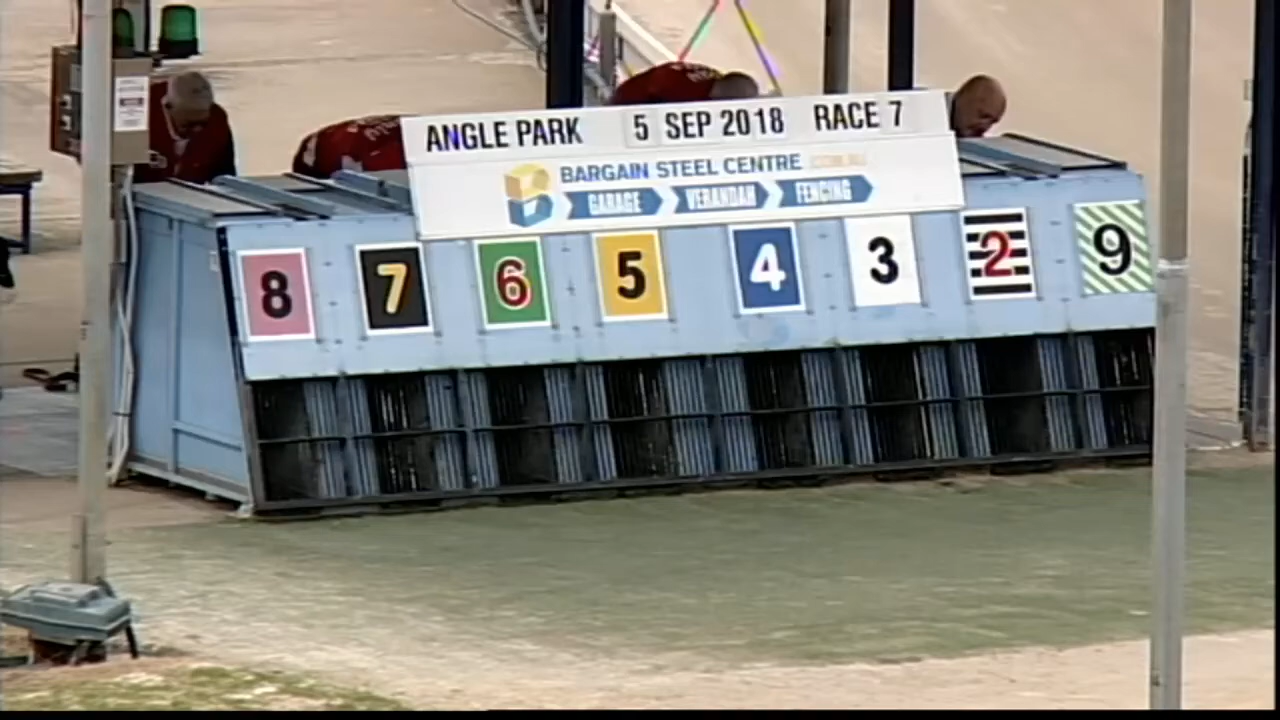 ANGLE PARK 5 SEP 2018 RACE 7
BARGAIN STEEL CENTRE
GARAGE VERANDAH FENCING
8 7 6 5 4 3 2 9